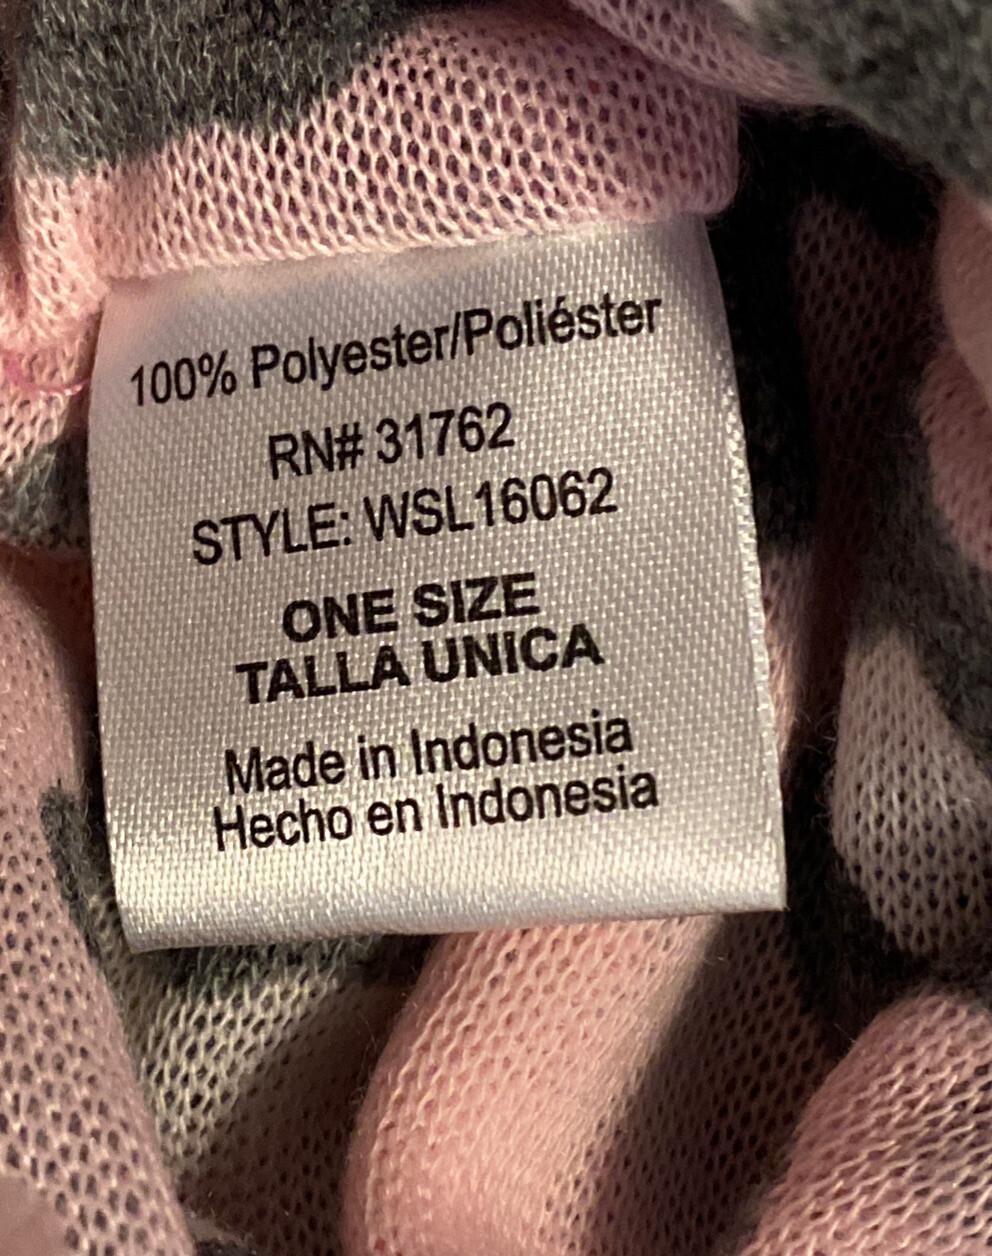 100% Polyester/Poliéster
RN# 31762
STYLE: WSL16062
ONE SIZE
TALLA UNICA
Made in Indonesia
Hecho en Indonesia